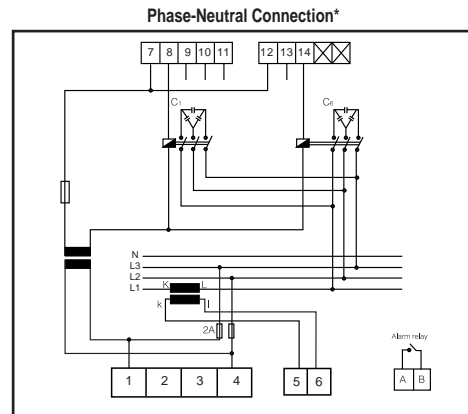 Phase-Neutral Connection*
7 8 9 10 11 12 13 14
C1 C6
N
L3
L2
L1
K L
k l
2A
Alarm relay
1 2 3 4 5 6 A B